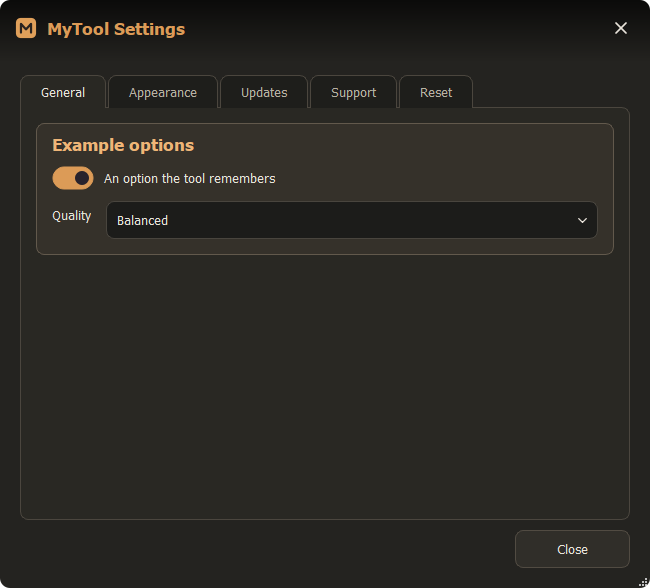 M MyTool Settings
General Appearance Updates Support Reset
Example options
An option the tool remembers
Quality Balanced
Close